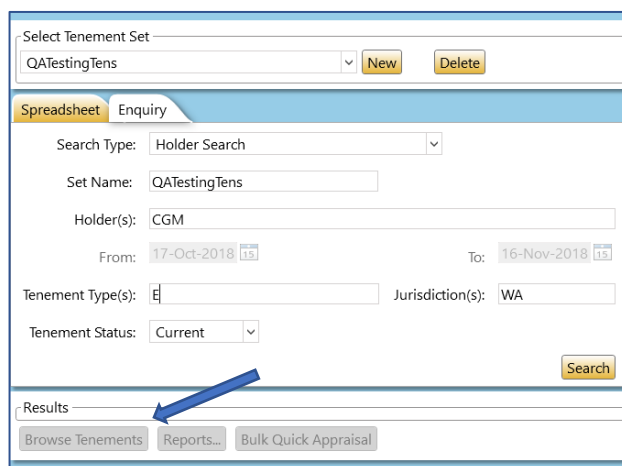 Select Tenement Set
QATestingTens New Delete
Spreadsheet Enquiry
Search Type: Holder Search
Set Name: QATestingTens
Holder(s): CGM
From: 17-Oct-2018 15 To: 16-Nov-2018 15
Tenement Type(s): E Jurisdiction(s): WA
Tenement Status: Current
Search
Results
Browse Tenements Reports... Bulk Quick Appraisal